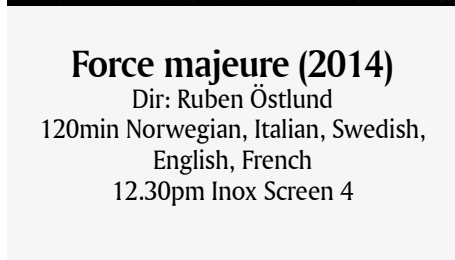 Force majeure (2014)
Dir: Ruben Östlund
120min Norwegian, Italian, Swedish,
English, French
12.30pm Inox Screen 4